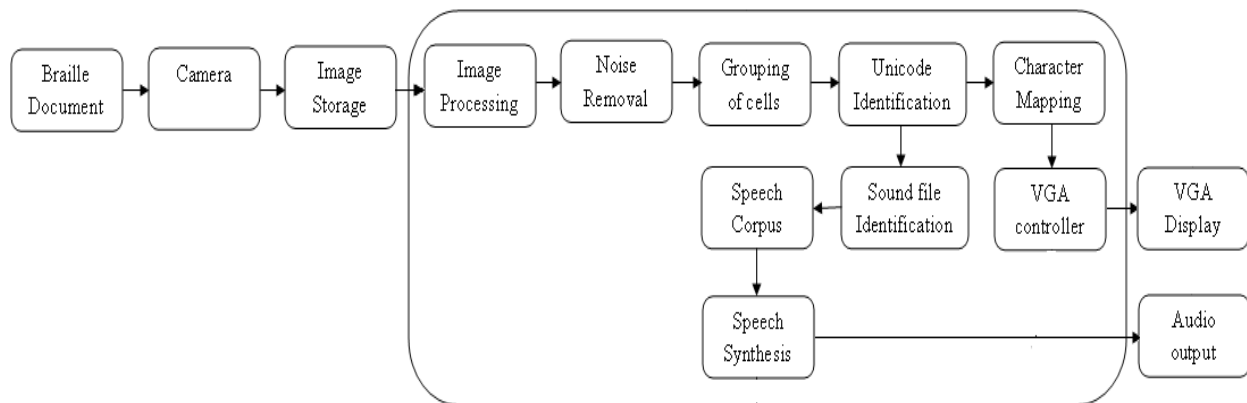 Braille
Document
Camera
Image
Storage
Image
Processing
Noise
Removal
Grouping
of cells
Unicode
Identification
Character
Mapping
Speech
Corpus
Sound file
Identification
VGA
controller
VGA
Display
Speech
Synthesis
Audio
output